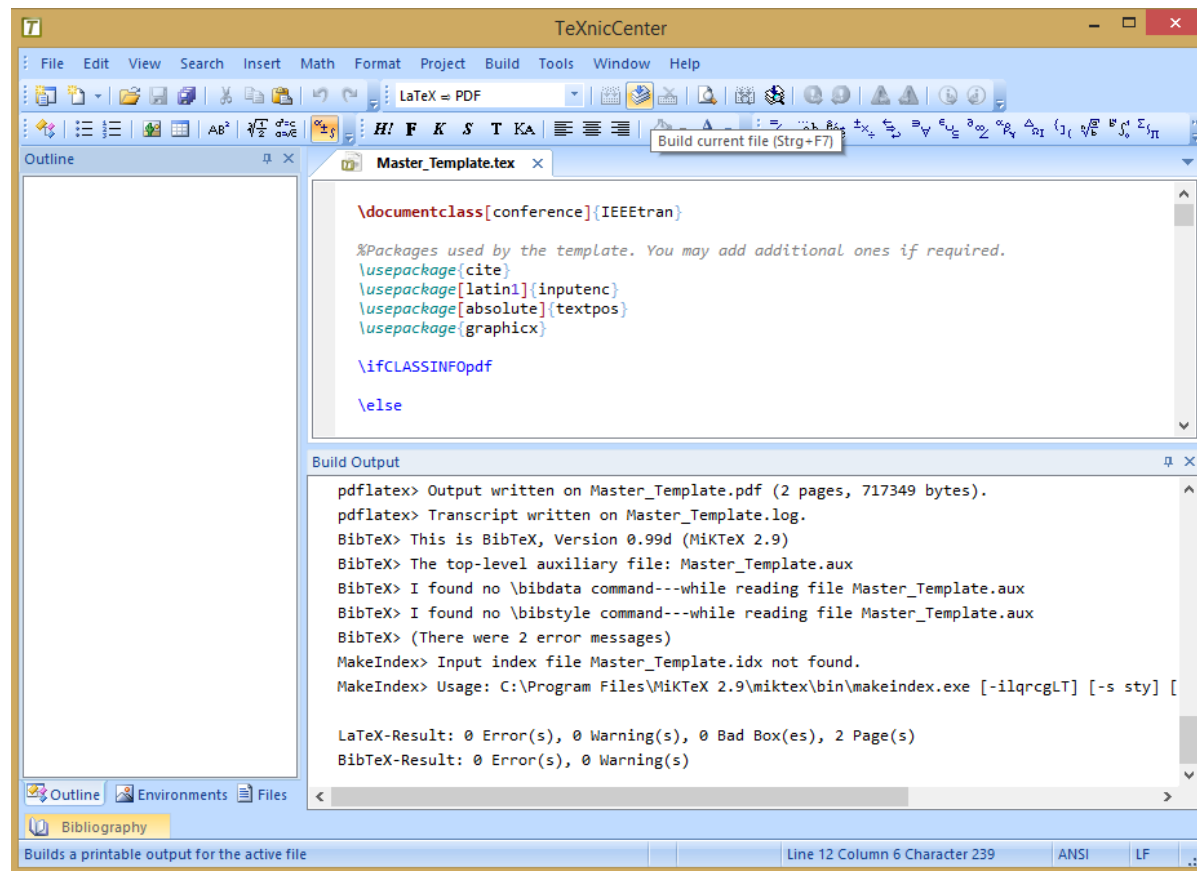 TeXnicCenter
File Edit View Search Insert Math Format Project Build Tools Window Help
LaTeX ⇨ PDF
AB² H! F K S T KA
Build current file (Strg+F7)
Outline
Master_Template.tex
\documentclass[conference]{IEEEtran}
%Packages used by the template. You may add additional ones if required.
\usepackage{cite}
\usepackage[latin1]{inputenc}
\usepackage[absolute]{textpos}
\usepackage{graphicx}
\ifCLASSINFOpdf
\else
Build Output
pdflatex> Output written on Master_Template.pdf (2 pages, 717349 bytes).
pdflatex> Transcript written on Master_Template.log.
BibTeX> This is BibTeX, Version 0.99d (MiKTeX 2.9)
BibTeX> The top-level auxiliary file: Master_Template.aux
BibTeX> I found no \bibdata command---while reading file Master_Template.aux
BibTeX> I found no \bibstyle command---while reading file Master_Template.aux
BibTeX> (There were 2 error messages)
MakeIndex> Input index file Master_Template.idx not found.
MakeIndex> Usage: C:\Program Files\MiKTeX 2.9\miktex\bin\makeindex.exe [-ilqrcgLT] [-s sty] [
LaTeX-Result: 0 Error(s), 0 Warning(s), 0 Bad Box(es), 2 Page(s)
BibTeX-Result: 0 Error(s), 0 Warning(s)
Outline Environments Files
Bibliography
Builds a printable output for the active file
Line 12 Column 6 Character 239 ANSI LF